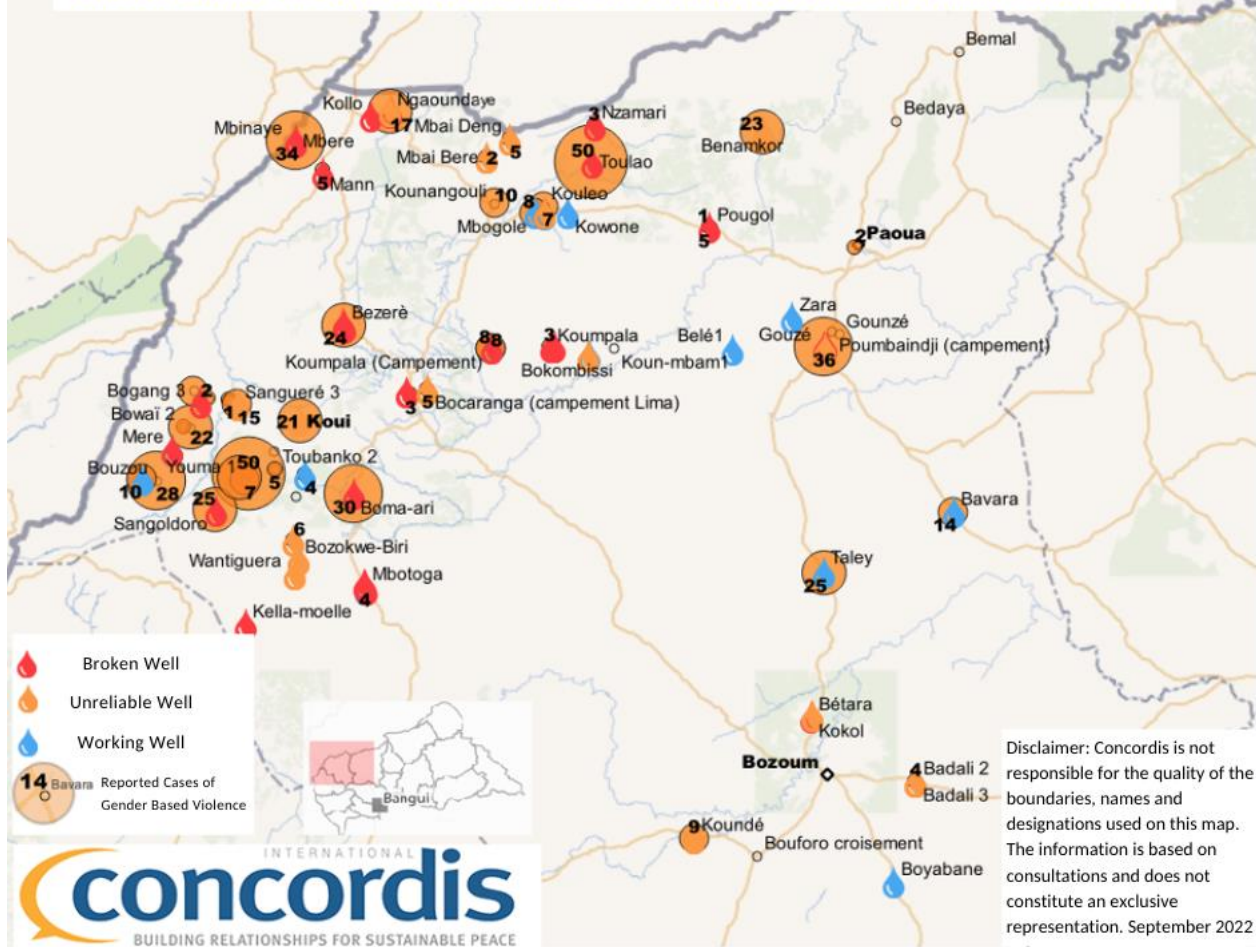 Bemal
Bedaya
Kollo
Ngaoundaye
17 Mbai Deng
Mbinaye
Mbere
34
5 Mann
Mbai Bere 2
5
3 Nzamari
50
Toulao
23
Benamkor
Kounangouli 10
Kouleo
8
7
Mbogole
Kowone
1 Pougol
5
2 Paoua
Bezerè
24
Zara
Gouzé
Gounzé
Poumbaindji (campement)
36
Belé1
88
3 Koumpala
Koumpala (Campement)
Bokombissi
Koun-mbam1
Bogang 3
2
Sangueré 3
1 15
3
5 Bocaranga (campement Lima)
Bowaï 2
22
21 Koui
Mere
Bouzou
Youma 1
50
Toubanko 2
10
28
7
5
4
25
30 Boma-ari
Sangoldoro
Bavara
14
6
Bozokwe-Biri
Wantiguera
Taley
25
Mbotoga
4
Kella-moelle
Bétara
Kokol
Bozoum
4 Badali 2
Badali 3
9 Koundé
Bouforo croisement
Boyabane
Broken Well
Unreliable Well
Working Well
14 Bavara
Reported Cases of
Gender Based Violence
Bangui
INTERNATIONAL
concordis
BUILDING RELATIONSHIPS FOR SUSTAINABLE PEACE
Disclaimer: Concordis is not
responsible for the quality of the
boundaries, names and
designations used on this map.
The information is based on
consultations and does not
constitute an exclusive
representation. September 2022